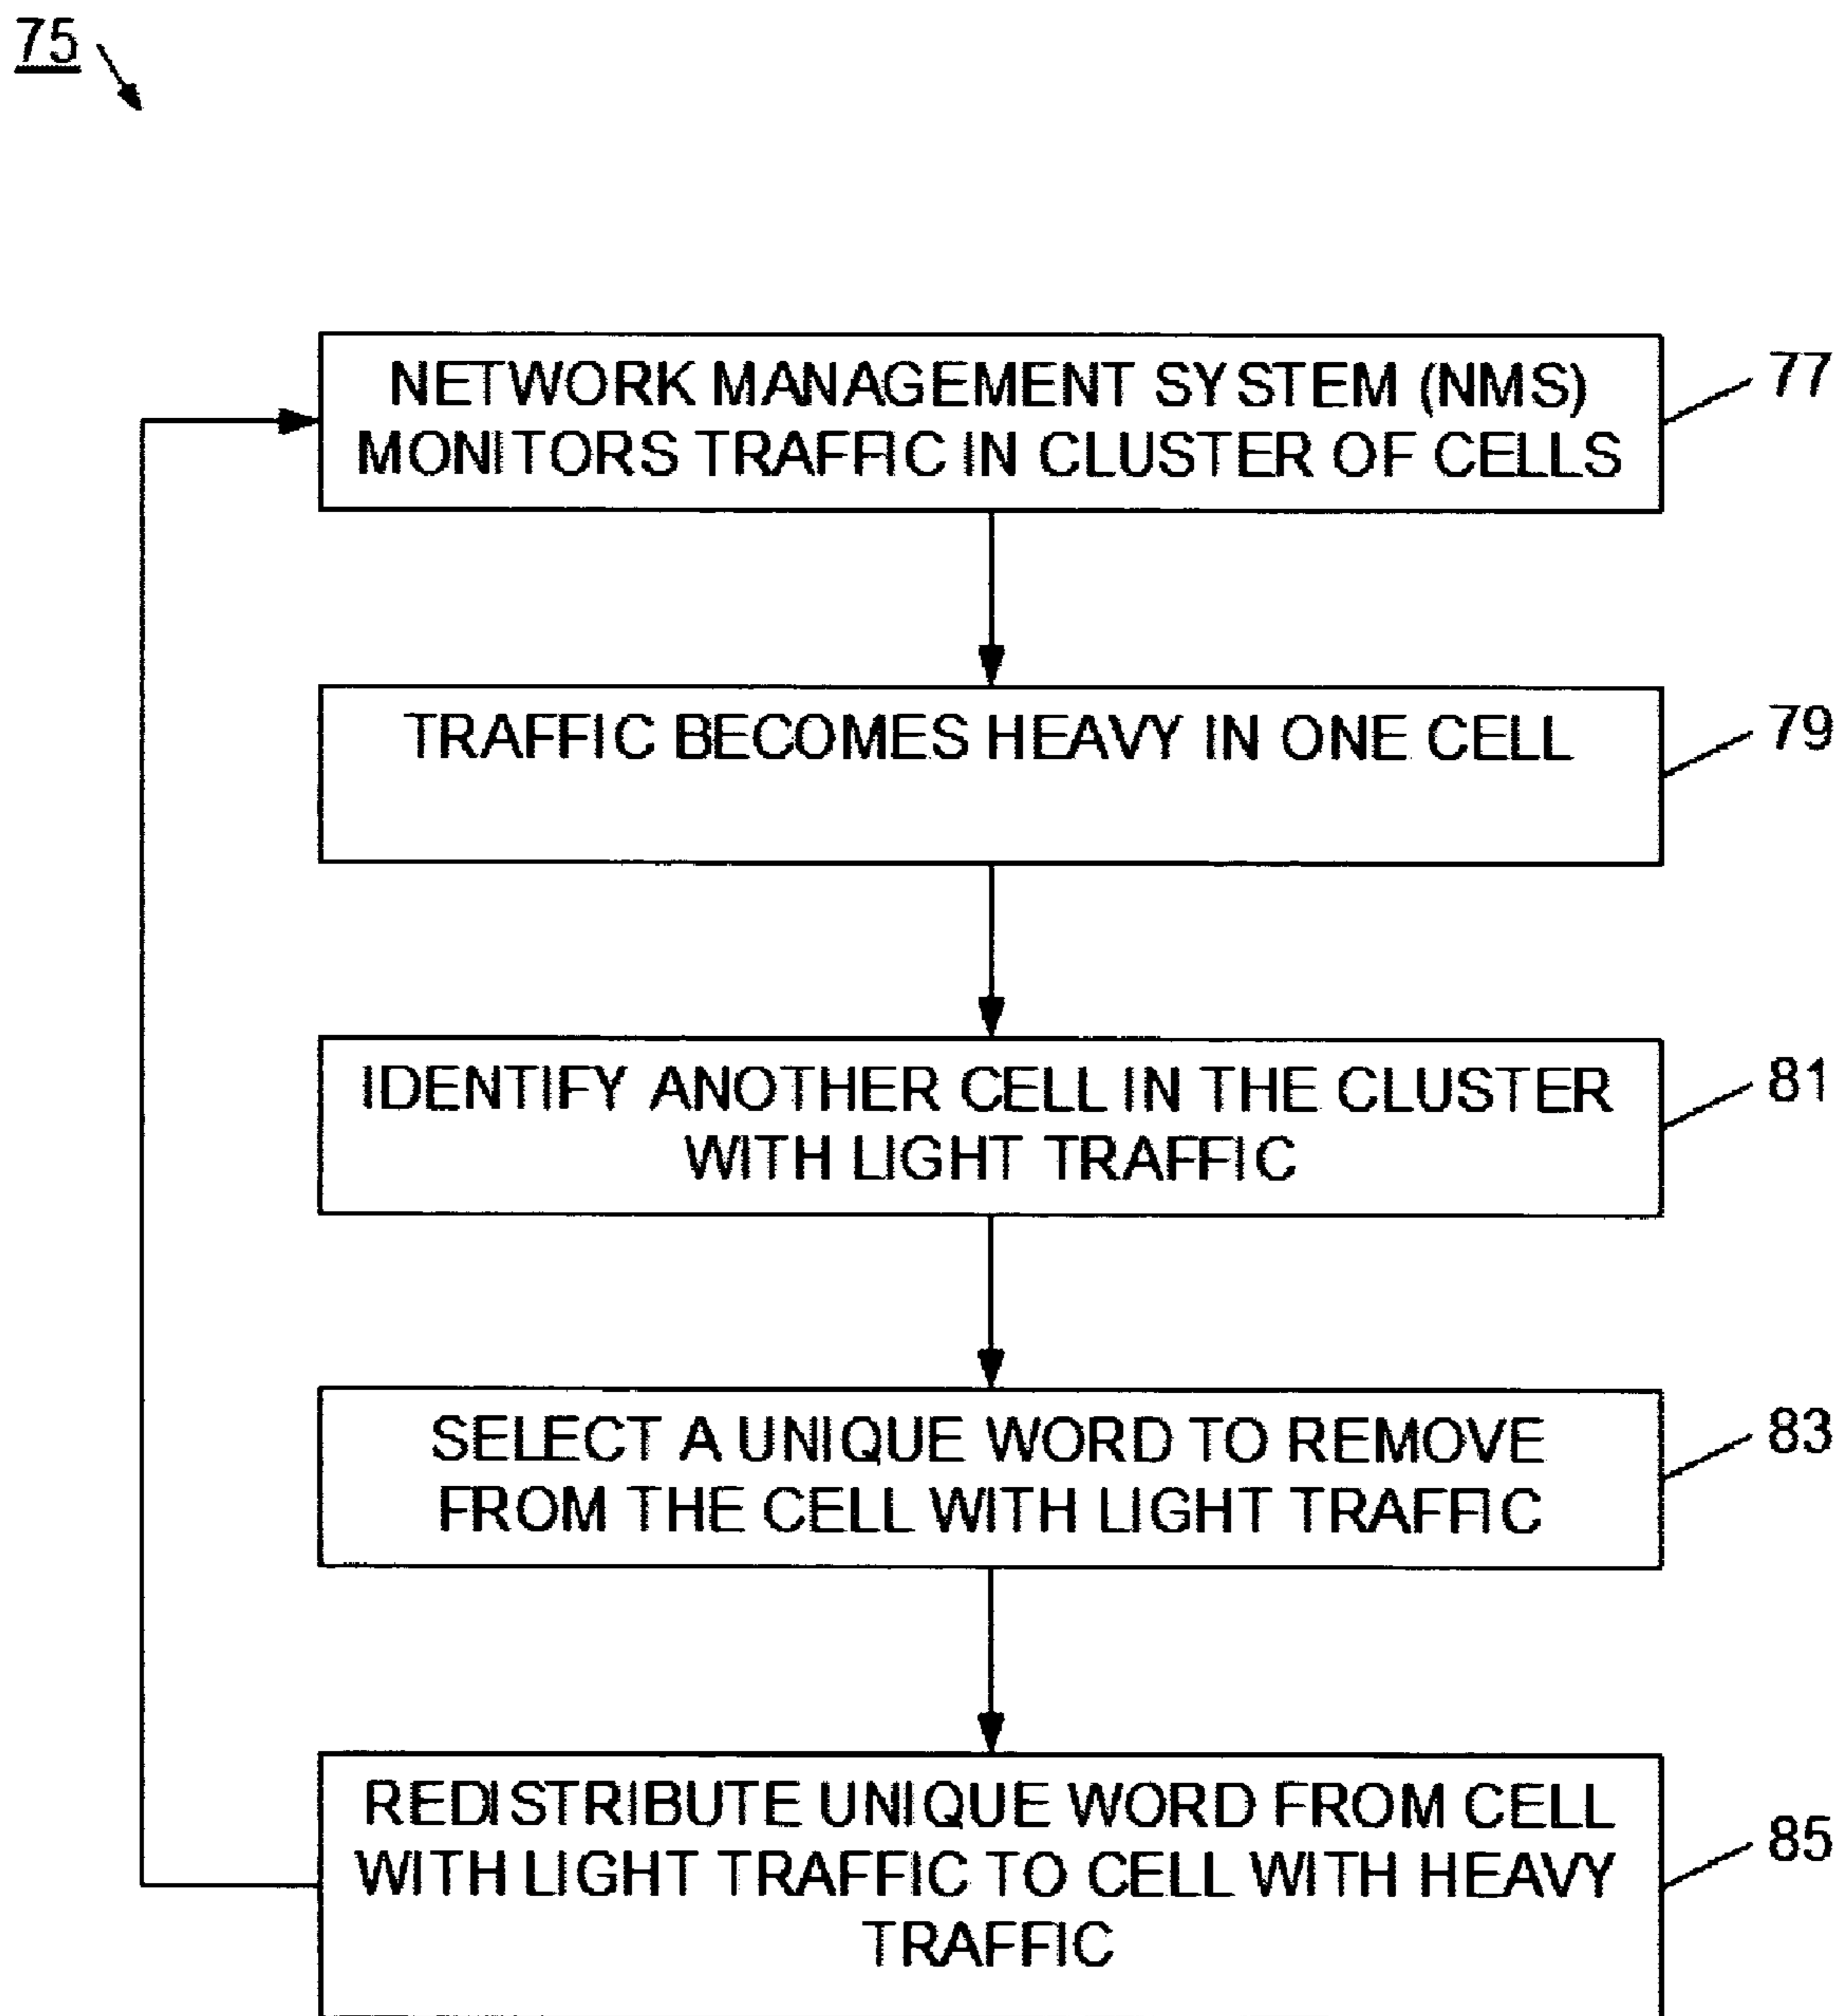 75
NETWORK MANAGEMENT SYSTEM (NMS)
MONITORS TRAFFIC IN CLUSTER OF CELLS
77
TRAFFIC BECOMES HEAVY IN ONE CELL
79
IDENTIFY ANOTHER CELL IN THE CLUSTER
WITH LIGHT TRAFFIC
81
SELECT A UNIQUE WORD TO REMOVE
FROM THE CELL WITH LIGHT TRAFFIC
83
REDISTRIBUTE UNIQUE WORD FROM CELL
WITH LIGHT TRAFFIC TO CELL WITH HEAVY
TRAFFIC
85